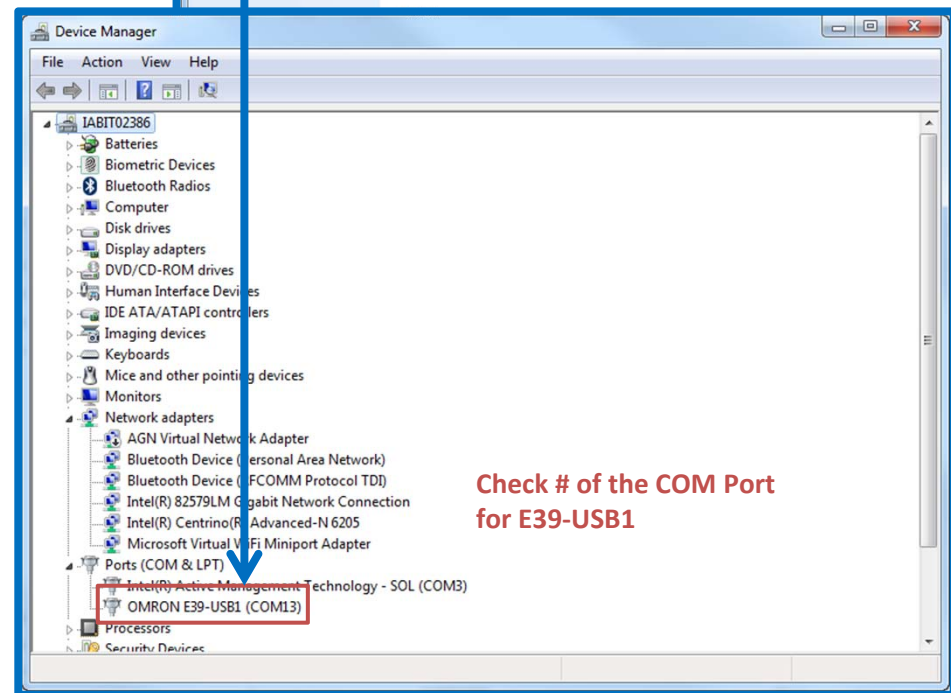 Device Manager
File Action View Help
IABIT02386
Batteries
Biometric Devices
Bluetooth Radios
Computer
Disk drives
Display adapters
DVD/CD-ROM drives
Human Interface Devices
IDE ATA/ATAPI controllers
Imaging devices
Keyboards
Mice and other pointing devices
Monitors
Network adapters
AGN Virtual Network Adapter
Bluetooth Device (Personal Area Network)
Bluetooth Device (RFCOMM Protocol TDI)
Intel(R) 82579LM Gigabit Network Connection
Intel(R) Centrino(R) Advanced-N 6205
Microsoft Virtual WiFi Miniport Adapter
Ports (COM & LPT)
Intel(R) Active Management Technology - SOL (COM3)
OMRON E39-USB1 (COM13)
Processors
Security Devices
Check # of the COM Port
for E39-USB1